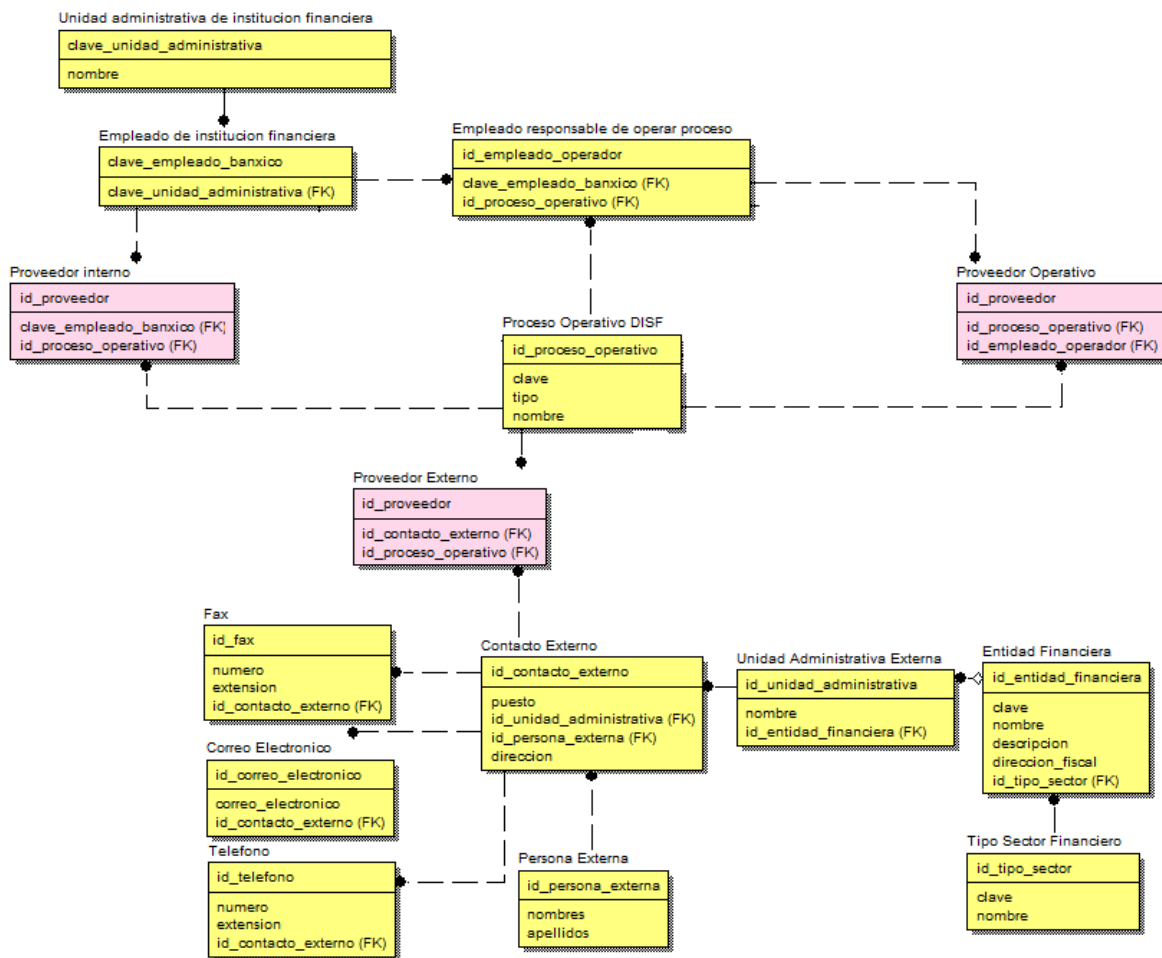 Unidad administrativa de institucion financiera
clave_unidad_administrativa
nombre
Empleado de institucion financiera
clave_empleado_banxico
clave_unidad_administrativa (FK)
Empleado responsable de operar proceso
id_empleado_operador
clave_empleado_banxico (FK)
id_proceso_operativo (FK)
Proveedor interno
id_proveedor
clave_empleado_banxico (FK)
id_proceso_operativo (FK)
Proveedor Operativo
id_proveedor
id_proceso_operativo (FK)
id_empleado_operador (FK)
Proceso Operativo DISF
id_proceso_operativo
clave
tipo
nombre
Proveedor Externo
id_proveedor
id_contacto_externo (FK)
id_proceso_operativo (FK)
Fax
id_fax
numero
extension
id_contacto_externo (FK)
Contacto Externo
id_contacto_externo
puesto
id_unidad_administrativa (FK)
id_persona_externa (FK)
direccion
Unidad Administrativa Externa
id_unidad_administrativa
nombre
id_entidad_financiera (FK)
Entidad Financiera
id_entidad_financiera
clave
nombre
descripcion
direccion_fiscal
id_tipo_sector (FK)
Correo Electronico
id_correo_electronico
correo_electronico
id_contacto_externo (FK)
Telefono
id_telefono
numero
extension
id_contacto_externo (FK)
Persona Externa
id_persona_externa
nombres
apellidos
Tipo Sector Financiero
id_tipo_sector
clave
nombre